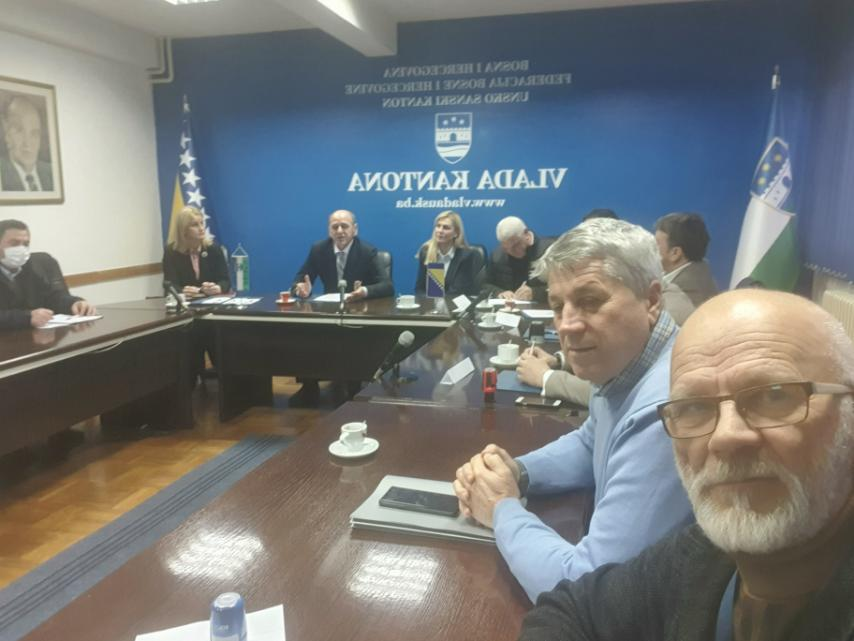 BOSNA I HERCEGOVINA
FEDERACIJA BOSNE I HERCEGOVINE
UNSKO SANSKI KANTON
VLADA KANTONA
www.vladausk.ba